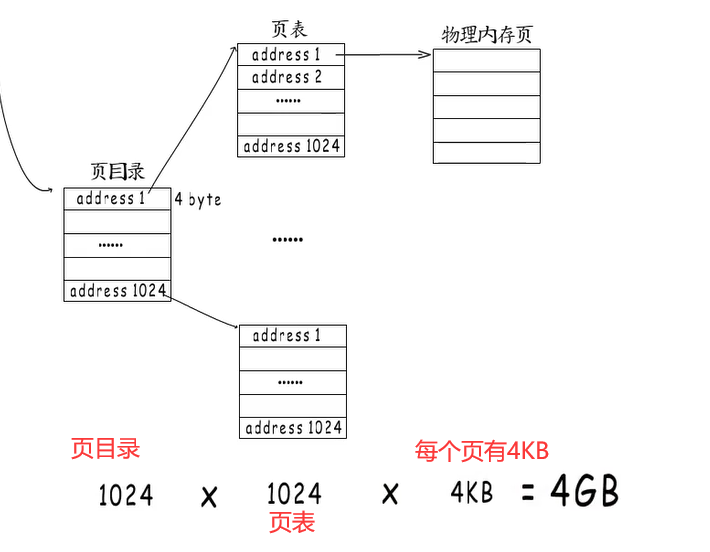 页表
物理内存页
address 1
address 2
......
address 1024
页目录
address 1
4 byte
......
address 1024
......
address 1
......
address 1024
页目录
每个页有4KB
1024 x 1024 x 4KB = 4GB
页表